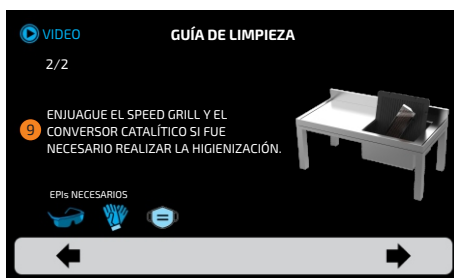 VIDEO
GUÍA DE LIMPIEZA
2/2
9
ENJUAGUE EL SPEED GRILL Y EL
CONVERSOR CATALÍTICO SI FUE
NECESARIO REALIZAR LA HIGIENIZACIÓN.
EPIs NECESARIOS